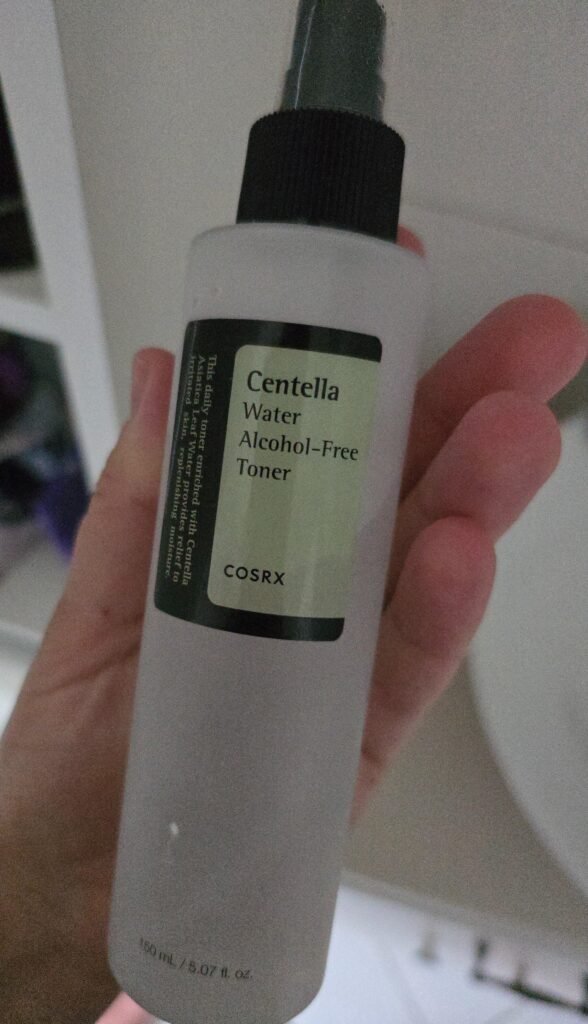 Centella
Water
Alcohol-Free
Toner
COSRX
This daily toner enriched with Centella
Asiatica Leaf Water provides relief to
irritated skin, replenishing moisture.
150 mL / 5.07 fl. oz.